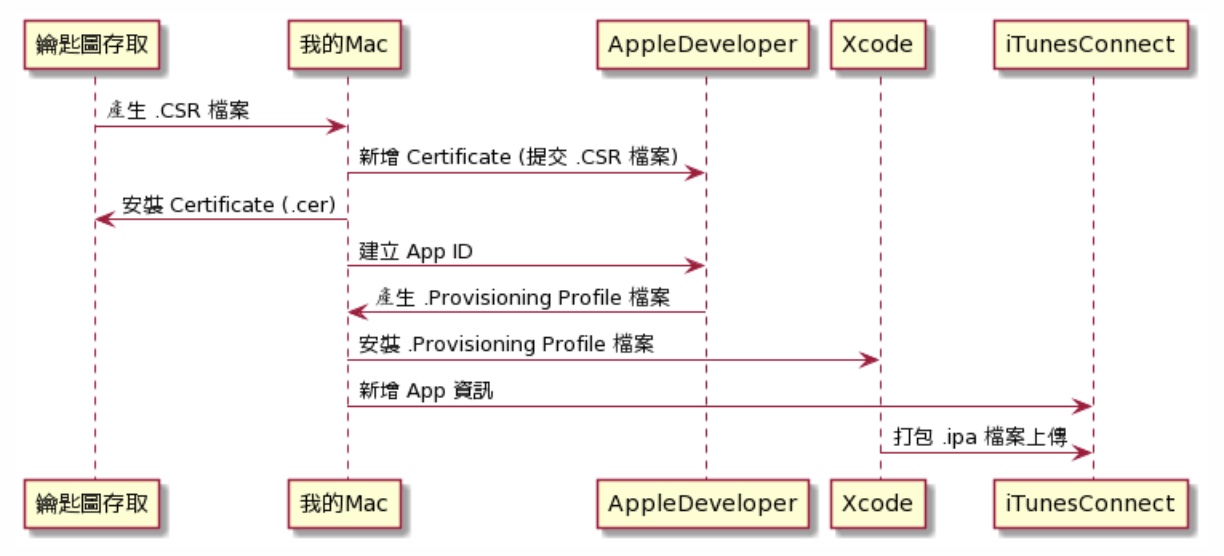 鑰匙圖存取 我的Mac AppleDeveloper Xcode iTunesConnect
產生 .CSR 檔案
新增 Certificate (提交 .CSR 檔案)
安裝 Certificate (.cer)
建立 App ID
產生 .Provisioning Profile 檔案
安裝 .Provisioning Profile 檔案
新增 App 資訊
打包 .ipa 檔案上傳
鑰匙圖存取 我的Mac AppleDeveloper Xcode iTunesConnect